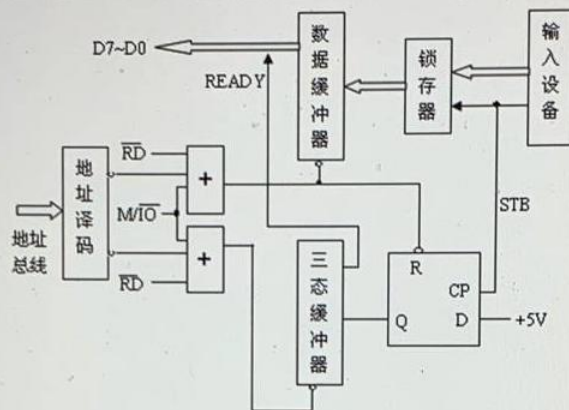 D7~D0
READY
数据缓冲器
锁存器
输入设备
RD
地址译码
+
M/IO
STB
地址
总线
+
RD
三态缓冲器
R
CP
Q
D
+5V